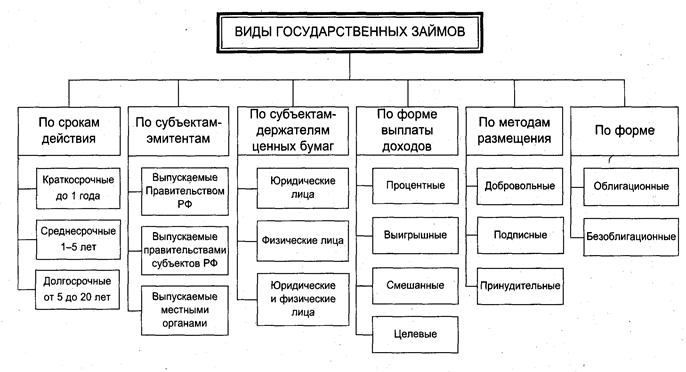 ВИДЫ ГОСУДАРСТВЕННЫХ ЗАЙМОВ
По срокам
действия
Краткосрочные
до 1 года
Среднесрочные
1–5 лет
Долгосрочные
от 5 до 20 лет
По субъектам-
эмитентам
Выпускаемые
Правительством
РФ
Выпускаемые
правительствами
субъектов РФ
Выпускаемые
местными
органами
По субъектам-
держателям
ценных бумаг
Юридические
лица
Физические лица
Юридические
и физические
лица
По форме
выплаты
доходов
Процентные
Выигрышные
Смешанные
Целевые
По методам
размещения
Добровольные
Подписные
Принудительные
По форме
Облигационные
Безоблигационные